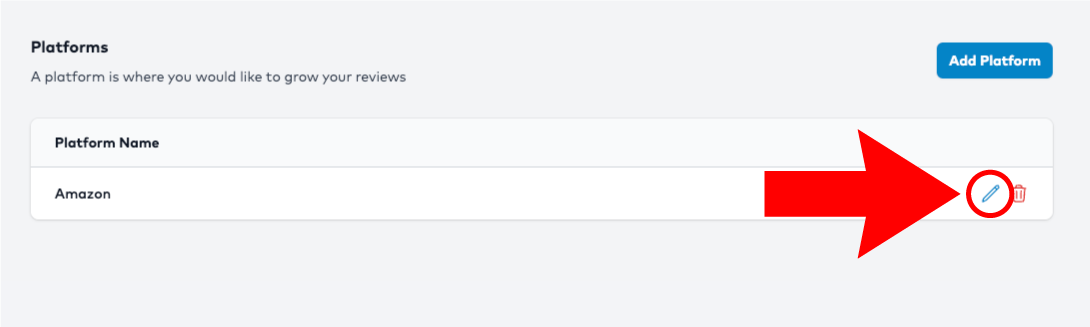 Platforms
A platform is where you would like to grow your reviews
Add Platform
Platform Name
Amazon